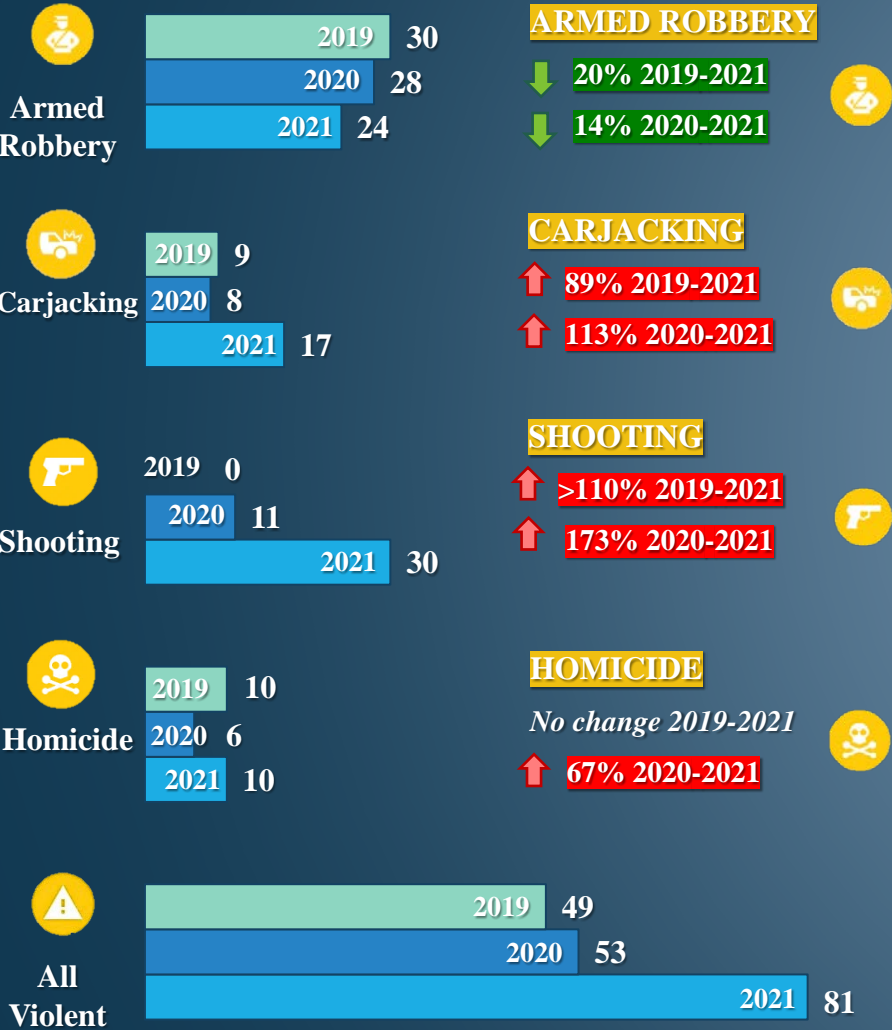 2019 30
2020 28
2021 24
Armed
Robbery
ARMED ROBBERY
20% 2019-2021
14% 2020-2021
2019 9
2020 8
2021 17
Carjacking
CARJACKING
89% 2019-2021
113% 2020-2021
2019 0
2020 11
2021 30
Shooting
SHOOTING
>110% 2019-2021
173% 2020-2021
2019 10
2020 6
2021 10
Homicide
HOMICIDE
No change 2019-2021
67% 2020-2021
2019 49
2020 53
2021 81
All
Violent